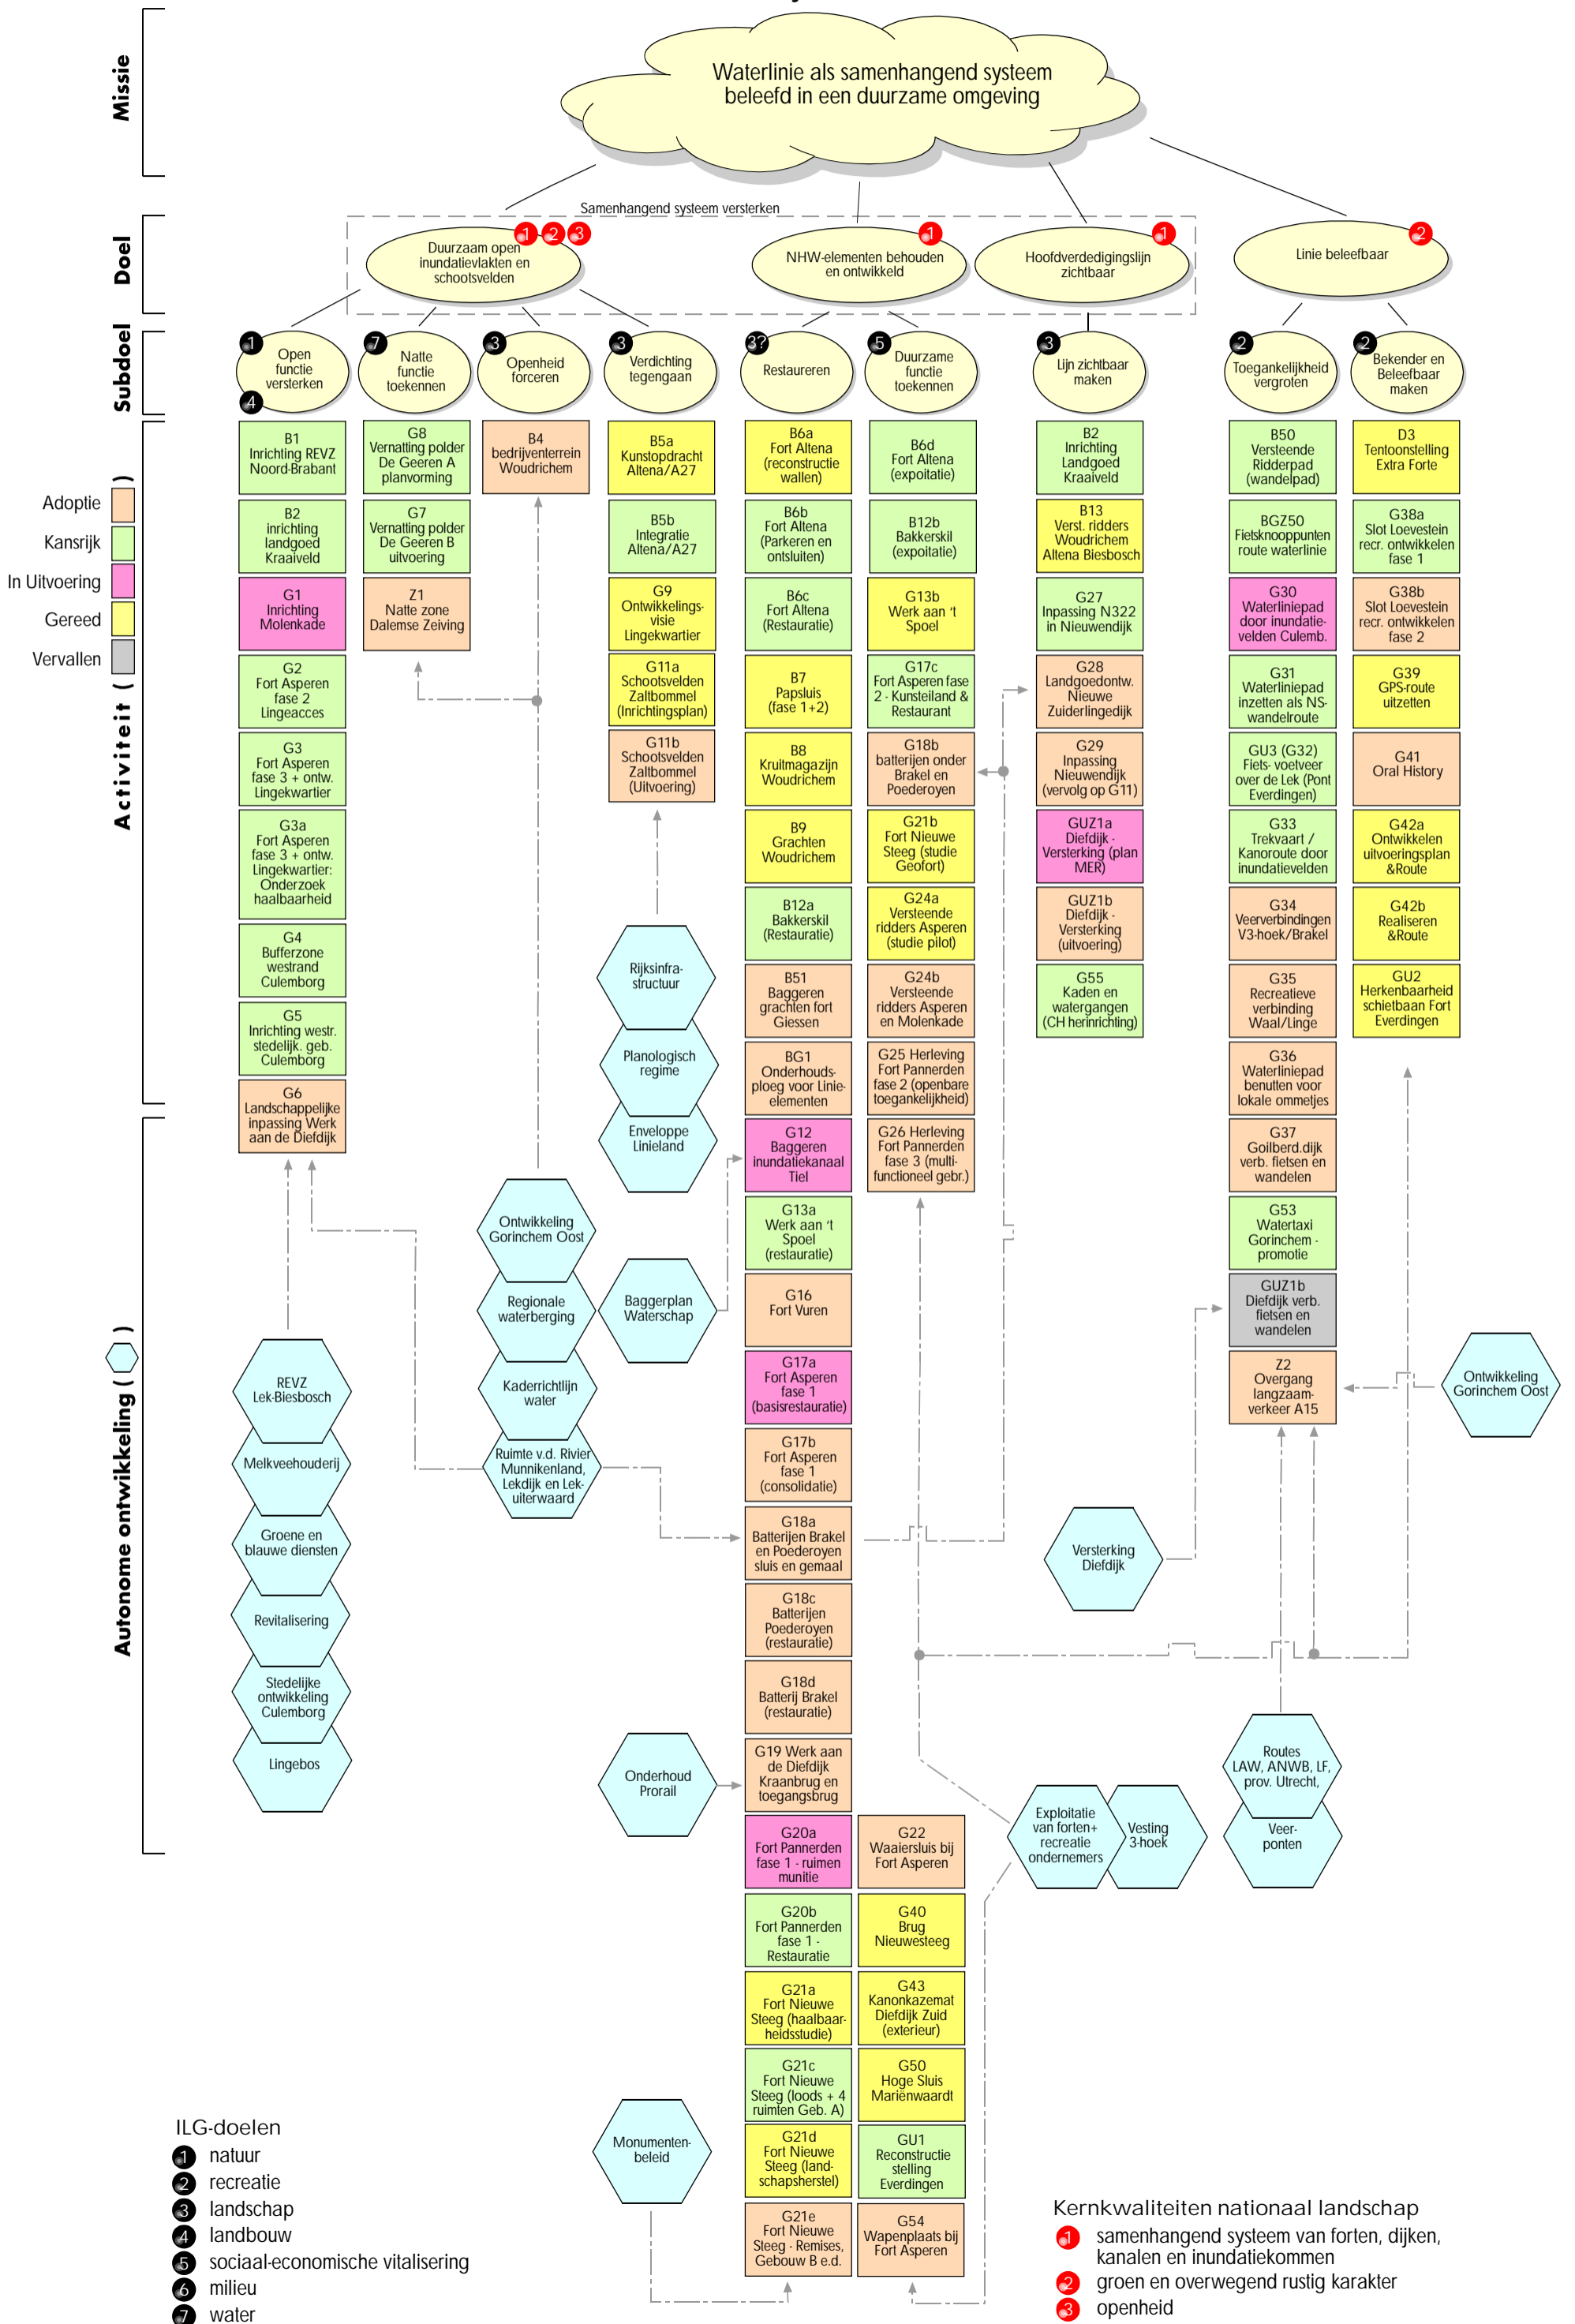 Missie
Waterlinie als samenhangend systeem
beleefd in een duurzame omgeving
Samenhangend systeem versterken
Doel
1 2 3
Duurzaam open
inundatievlakten en
schootsvelden
1
NHW-elementen behouden
en ontwikkeld
1
Hoofdverdedigingslijn
zichtbaar
2
Linie beleefbaar
Subdoel
1
Open
functie
versterken
4
7
Natte
functie
toekennen
3
Openheid
forceren
3
Verdichting
tegengaan
3?
Restaureren
5
Duurzame
functie
toekennen
3
Lijn zichtbaar
maken
2
Toegankelijkheid
vergroten
2
Bekender en
Beleefbaar
maken
Activiteit ( )
Adoptie
Kansrijk
In Uitvoering
Gereed
Vervallen
B1
Inrichting REVZ
Noord-Brabant
B2
inrichting
landgoed
Kraaiveld
G1
Inrichting
Molenkade
G2
Fort Asperen
fase 2
Lingeacces
G3
Fort Asperen
fase 3 + ontw.
Lingekwartier
G3a
Fort Asperen
fase 3 + ontw.
Lingekwartier:
Onderzoek
haalbaarheid
G4
Bufferzone
westrand
Culemborg
G5
Inrichting westr.
stedelijk. geb.
Culemborg
G6
Landschappelijke
inpassing Werk
aan de Diefdijk
G8
Vernatting polder
De Geeren A
planvorming
G7
Vernatting polder
De Geeren B
uitvoering
Z1
Natte zone
Dalemse Zeiving
B4
bedrijventerrein
Woudrichem
B5a
Kunstopdracht
Altena/A27
B5b
Integratie
Altena/A27
G9
Ontwikkelings-
visie
Lingekwartier
G11a
Schootsvelden
Zaltbommel
(Inrichtingsplan)
G11b
Schootsvelden
Zaltbommel
(Uitvoering)
B6a
Fort Altena
(reconstructie
wallen)
B6b
Fort Altena
(Parkeren en
ontsluiten)
B6c
Fort Altena
(Restauratie)
B7
Papsluis
(fase 1+2)
B8
Kruitmagazijn
Woudrichem
B9
Grachten
Woudrichem
B12a
Bakkerskil
(Restauratie)
B51
Baggeren
grachten fort
Giessen
BG1
Onderhouds-
ploeg voor Linie-
elementen
G12
Baggeren
inundatiekanaal
Tiel
G13a
Werk aan ‘t
Spoel
(restauratie)
G16
Fort Vuren
G17a
Fort Asperen
fase 1
(basisrestauratie)
G17b
Fort Asperen
fase 1
(consolidatie)
G18a
Batterijen Brakel
en Poederoyen
sluis en gemaal
G18c
Batterijen
Poederoyen
(restauratie)
G18d
Batterij Brakel
(restauratie)
G19 Werk aan
de Diefdijk
Kraanbrug en
toegangsbrug
G20a
Fort Pannerden
fase 1 - ruimen
munitie
G20b
Fort Pannerden
fase 1 -
Restauratie
G21a
Fort Nieuwe
Steeg (haalbaar-
heidsstudie)
G21c
Fort Nieuwe
Steeg (loods + 4
ruimten Geb. A)
G21d
Fort Nieuwe
Steeg (land-
schapsherstel)
G21e
Fort Nieuwe
Steeg - Remises,
Gebouw B e.d.
B6d
Fort Altena
(expoitatie)
B12b
Bakkerskil
(expoitatie)
G13b
Werk aan ‘t
Spoel
G17c
Fort Asperen fase
2 - Kunsteiland &
Restaurant
G18b
batterijen onder
Brakel en
Poederoyen
G21b
Fort Nieuwe
Steeg (studie
Geofort)
G24a
Versteende
ridders Asperen
(studie pilot)
G24b
Versteende
ridders Asperen
en Molenkade
G25 Herleving
Fort Pannerden
fase 2 (openbare
toegankelijkheid)
G26 Herleving
Fort Pannerden
fase 3 (multi-
functioneel gebr.)
G22
Waaiersluis bij
Fort Asperen
G40
Brug
Nieuwesteeg
G43
Kanonkazemat
Diefdijk Zuid
(exterieur)
G50
Hoge Sluis
Mariënwaardt
GU1
Reconstructie
stelling
Everdingen
G54
Wapenplaats bij
Fort Asperen
B2
Inrichting
Landgoed
Kraaiveld
B13
Verst. ridders
Woudrichem
Altena Biesbosch
G27
Inpassing N322
in Nieuwendijk
G28
Landgoedontw.
Nieuwe
Zuiderlingedijk
G29
Inpassing
Nieuwendijk
(vervolg op G11)
GUZ1a
Diefdijk -
Versterking (plan
MER)
GUZ1b
Diefdijk -
Versterking
(uitvoering)
G55
Kaden en
watergangen
(CH herinrichting)
B50
Versteende
Ridderpad
(wandelpad)
BGZ50
Fietsknooppunten
route waterlinie
G30
Waterliniepad
door inundatie-
velden Culemb.
G31
Waterliniepad
inzetten als NS-
wandelroute
GU3 (G32)
Fiets- voetveer
over de Lek (Pont
Everdingen)
G33
Trekvaart /
Kanoroute door
inundatievelden
G34
Veerverbindingen
V3-hoek/Brakel
G35
Recreatieve
verbinding
Waal/Linge
G36
Waterliniepad
benutten voor
lokale ommetjes
G37
Goilberd.dijk
verb. fietsen en
wandelen
G53
Watertaxi
Gorinchem -
promotie
GUZ1b
Diefdijk verb.
fietsen en
wandelen
Z2
Overgang
langzaam-
verkeer A15
D3
Tentoonstelling
Extra Forte
G38a
Slot Loevestein
recr. ontwikkelen
fase 1
G38b
Slot Loevestein
recr. ontwikkelen
fase 2
G39
GPS-route
uitzetten
G41
Oral History
G42a
Ontwikkelen
uitvoeringsplan
&Route
G42b
Realiseren
&Route
GU2
Herkenbaarheid
schietbaan Fort
Everdingen
Autonome ontwikkeling ( )
REVZ
Lek-Biesbosch
Melkveehouderij
Groene en
blauwe diensten
Revitalisering
Stedelijke
ontwikkeling
Culemborg
Lingebos
Ontwikkeling
Gorinchem Oost
Regionale
waterberging
Kaderrichtlijn
water
Ruimte v.d. Rivier
Munnikenland,
Lekdijk en Lek-
uiterwaard
Rijksinfra-
structuur
Planologisch
regime
Enveloppe
Linieland
Baggerplan
Waterschap
Onderhoud
Prorail
Monumenten-
beleid
Exploitatie
van forten+
recreatie
ondernemers
Vesting
3-hoek
Versterking
Diefdijk
Routes
LAW, ANWB, LF,
prov. Utrecht,
Veer-
ponten
Ontwikkeling
Gorinchem Oost
ILG-doelen
1 natuur
2 recreatie
3 landschap
4 landbouw
5 sociaal-economische vitalisering
6 milieu
7 water
Kernkwaliteiten nationaal landschap
1 samenhangend systeem van forten, dijken,
kanalen en inundatiekommen
2 groen en overwegend rustig karakter
3 openheid